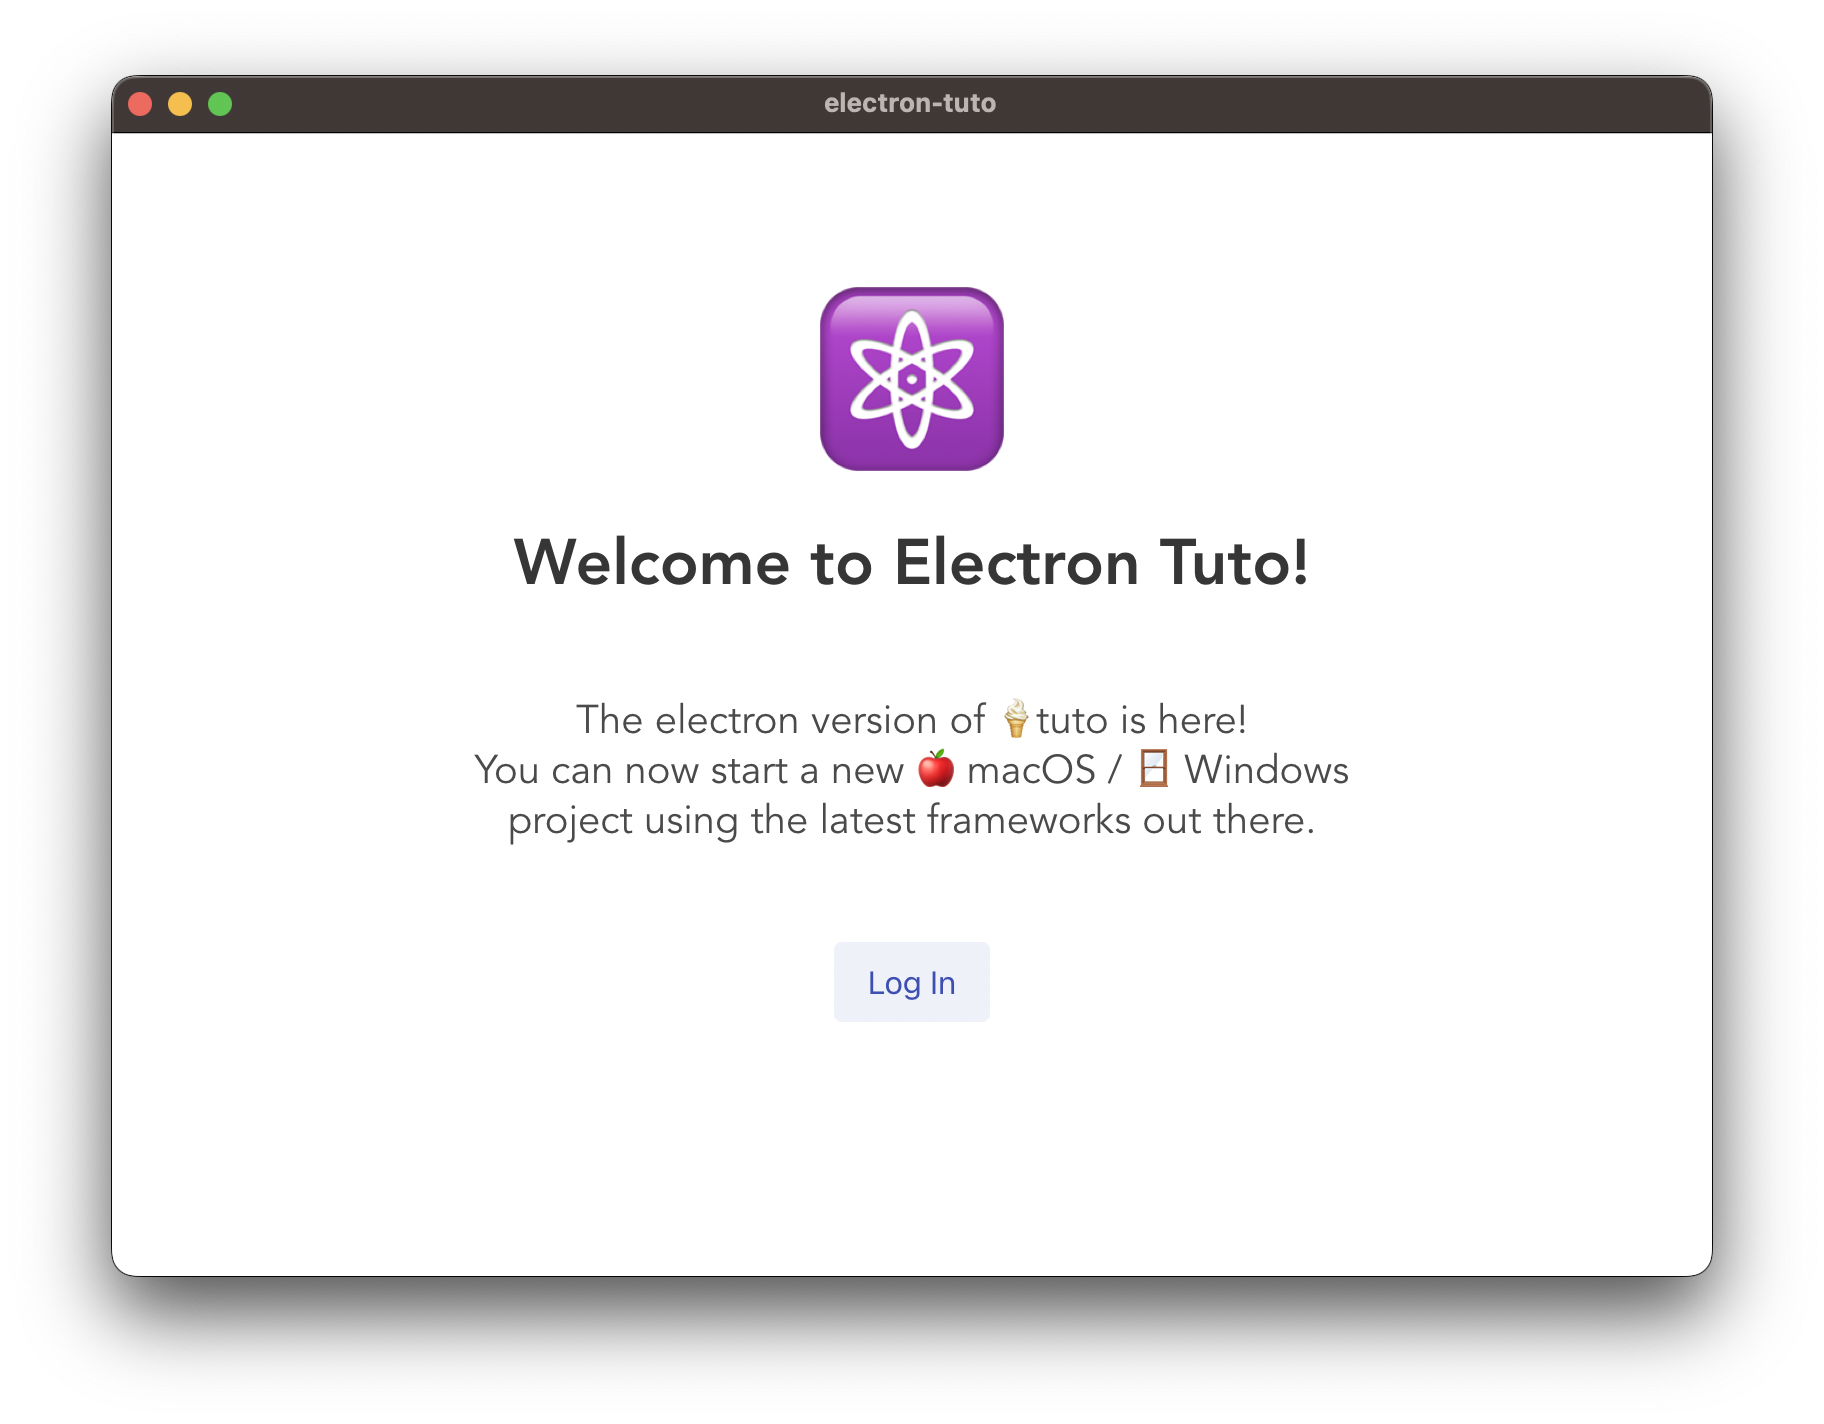 electron-tuto
Welcome to Electron Tuto!
The electron version of 🍦tuto is here!
You can now start a new 🍎 macOS / 🪟 Windows
project using the latest frameworks out there.
Log In